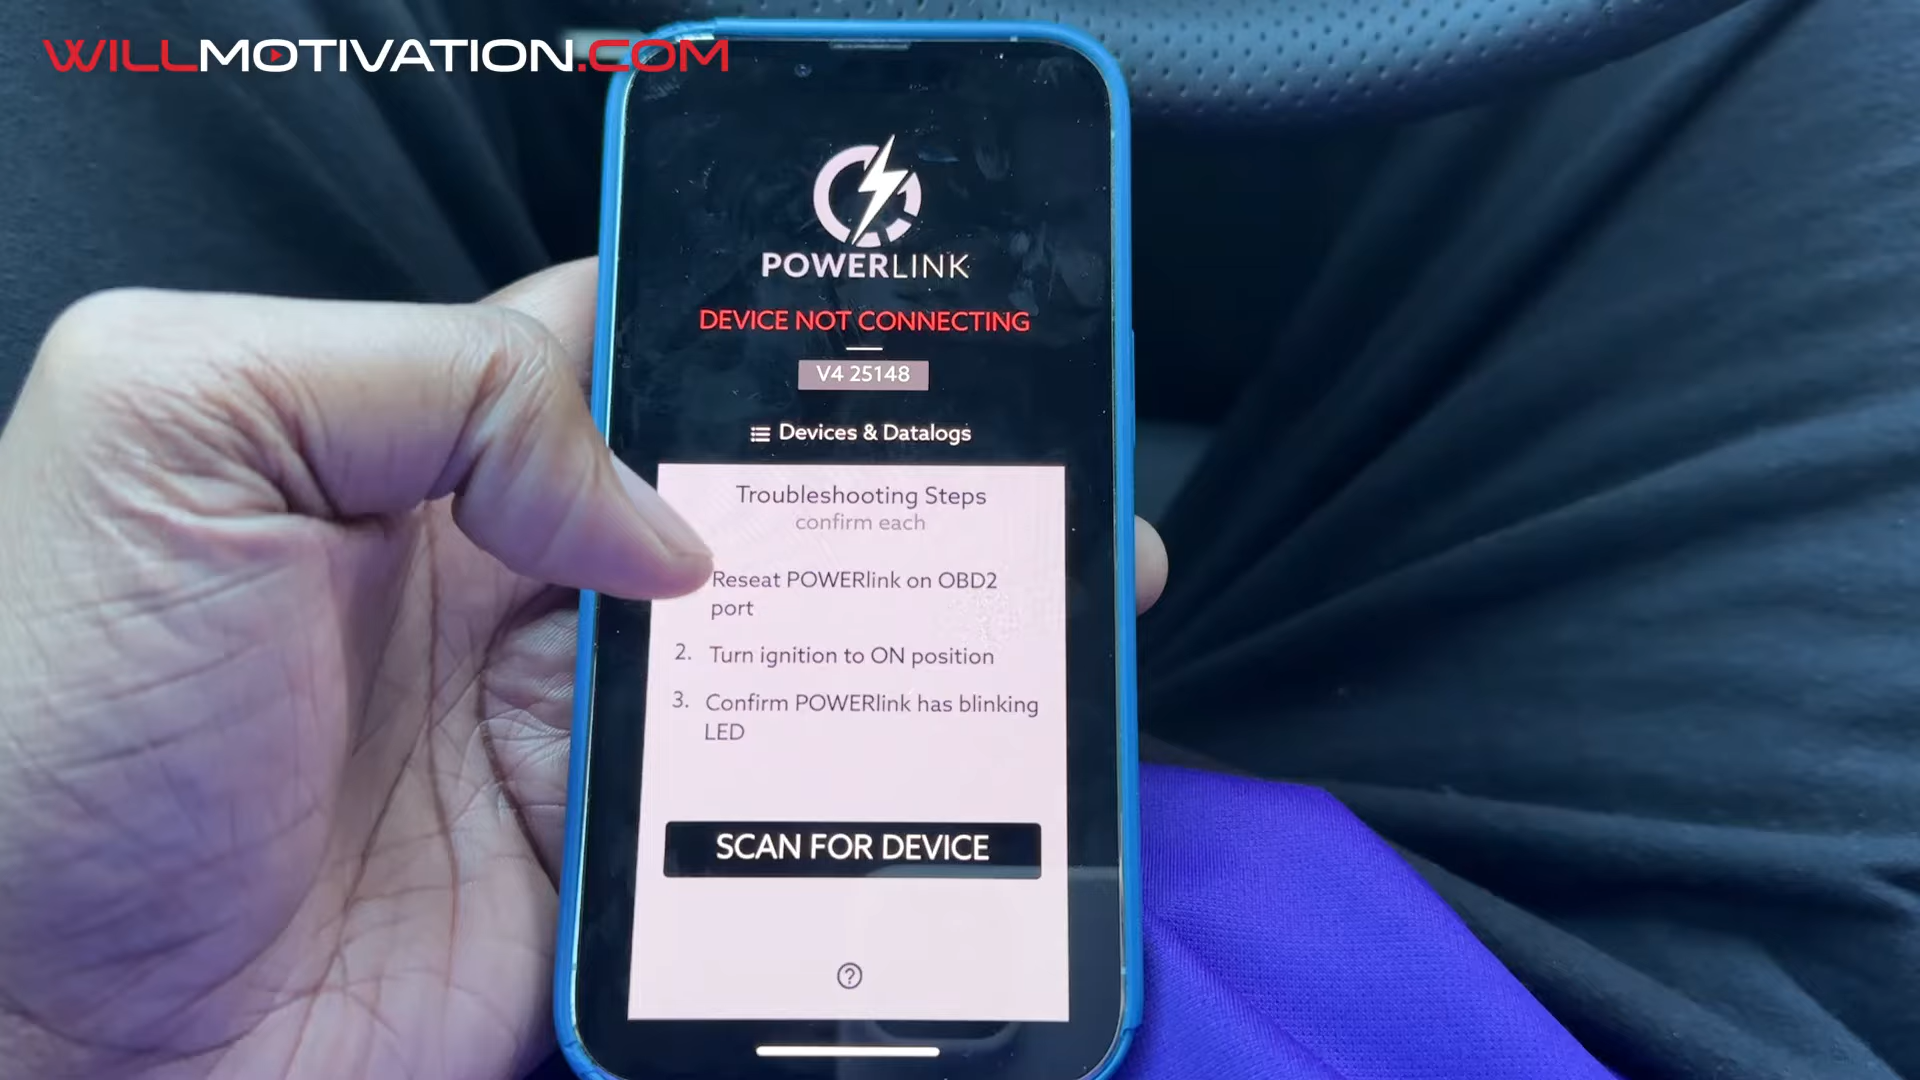 WILLMOTIVATION.COM
POWERLINK
DEVICE NOT CONNECTING
V4 25148
Devices & Datalogs
Troubleshooting Steps
confirm each
Reseat POWERlink on OBD2
port
2. Turn ignition to ON position
3. Confirm POWERlink has blinking
LED
SCAN FOR DEVICE
?